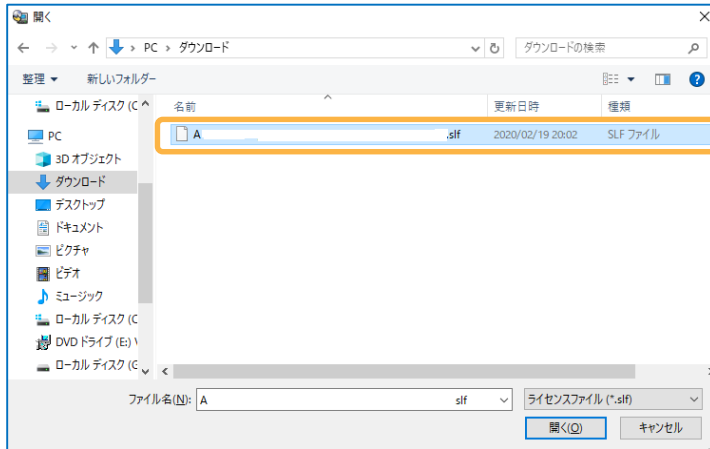 開く
PC › ダウンロード
ダウンロードの検索
整理 新しいフォルダー
ローカル ディスク (C
PC
3D オブジェクト
ダウンロード
デスクトップ
ドキュメント
ピクチャ
ビデオ
ミュージック
ローカル ディスク (C
DVD ドライブ (E:) \
ローカル ディスク (G
名前 更新日時 種類
A .slf 2020/02/19 20:02 SLF ファイル
ファイル名(N): A slf ライセンスファイル (*.slf)
開く(O) キャンセル